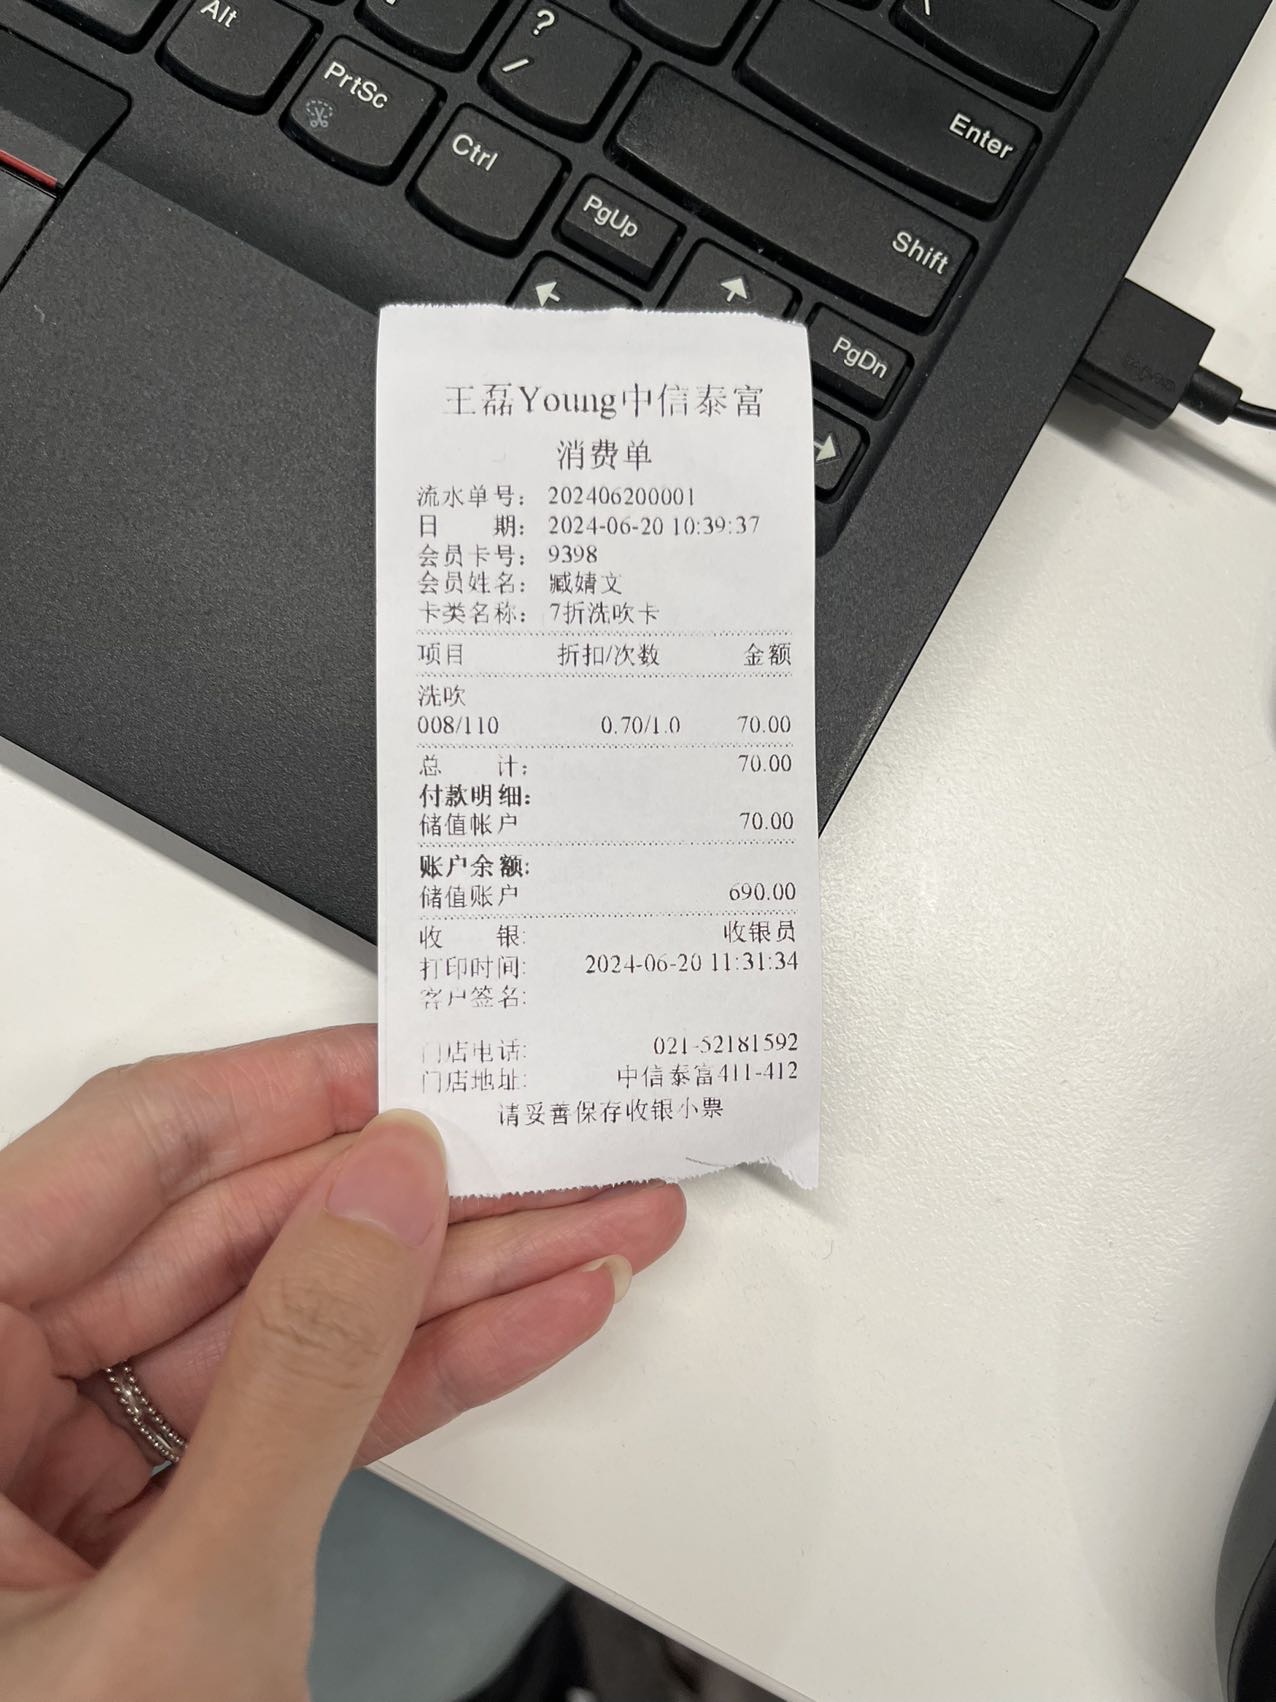 Alt
PrtSc
Ctrl
?
/
PgUp
Enter
Shift
PgDn
王磊Young中信泰富
消费单
流水单号: 202406200001
日 期: 2024-06-20 10:39:37
会员卡号: 9398
会员姓名: 臧婧文
卡类名称: 7折洗吹卡
项目 折扣/次数 金额
洗吹
008/110 0.70/1.0 70.00
总 计: 70.00
付款明细:
储值帐户 70.00
账户余额:
储值账户 690.00
收 银: 收银员
打印时间: 2024-06-20 11:31:34
客户签名:
门店电话: 021-52181592
门店地址: 中信泰富411-412
请妥善保存收银小票